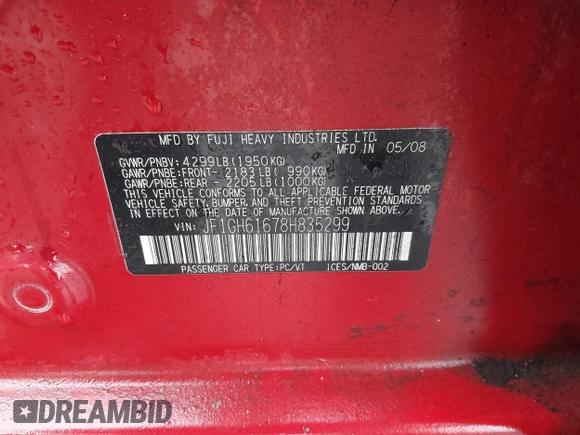 MFD BY FUJI HEAVY INDUSTRIES LTD.
MFD IN 05/08
GVWR/PNBV: 4299LB(1950KG)
GAWR/PNBE:FRONT- 2183LB( 990KG)
GAWR/PNBE:REAR - 2205LB(1000KG)
THIS VEHICLE CONFORMS TO ALL APPLICABLE FEDERAL MOTOR
VEHICLE SAFETY, BUMPER, AND THEFT PREVENTION
STANDARDS IN EFFECT ON THE DATE OF MANUFACTURE
SHOWN ABOVE.
VIN: JF1GH61678H835299
PASSENGER CAR TYPE:PC/VT ICES/NMB-002
DREAMBID